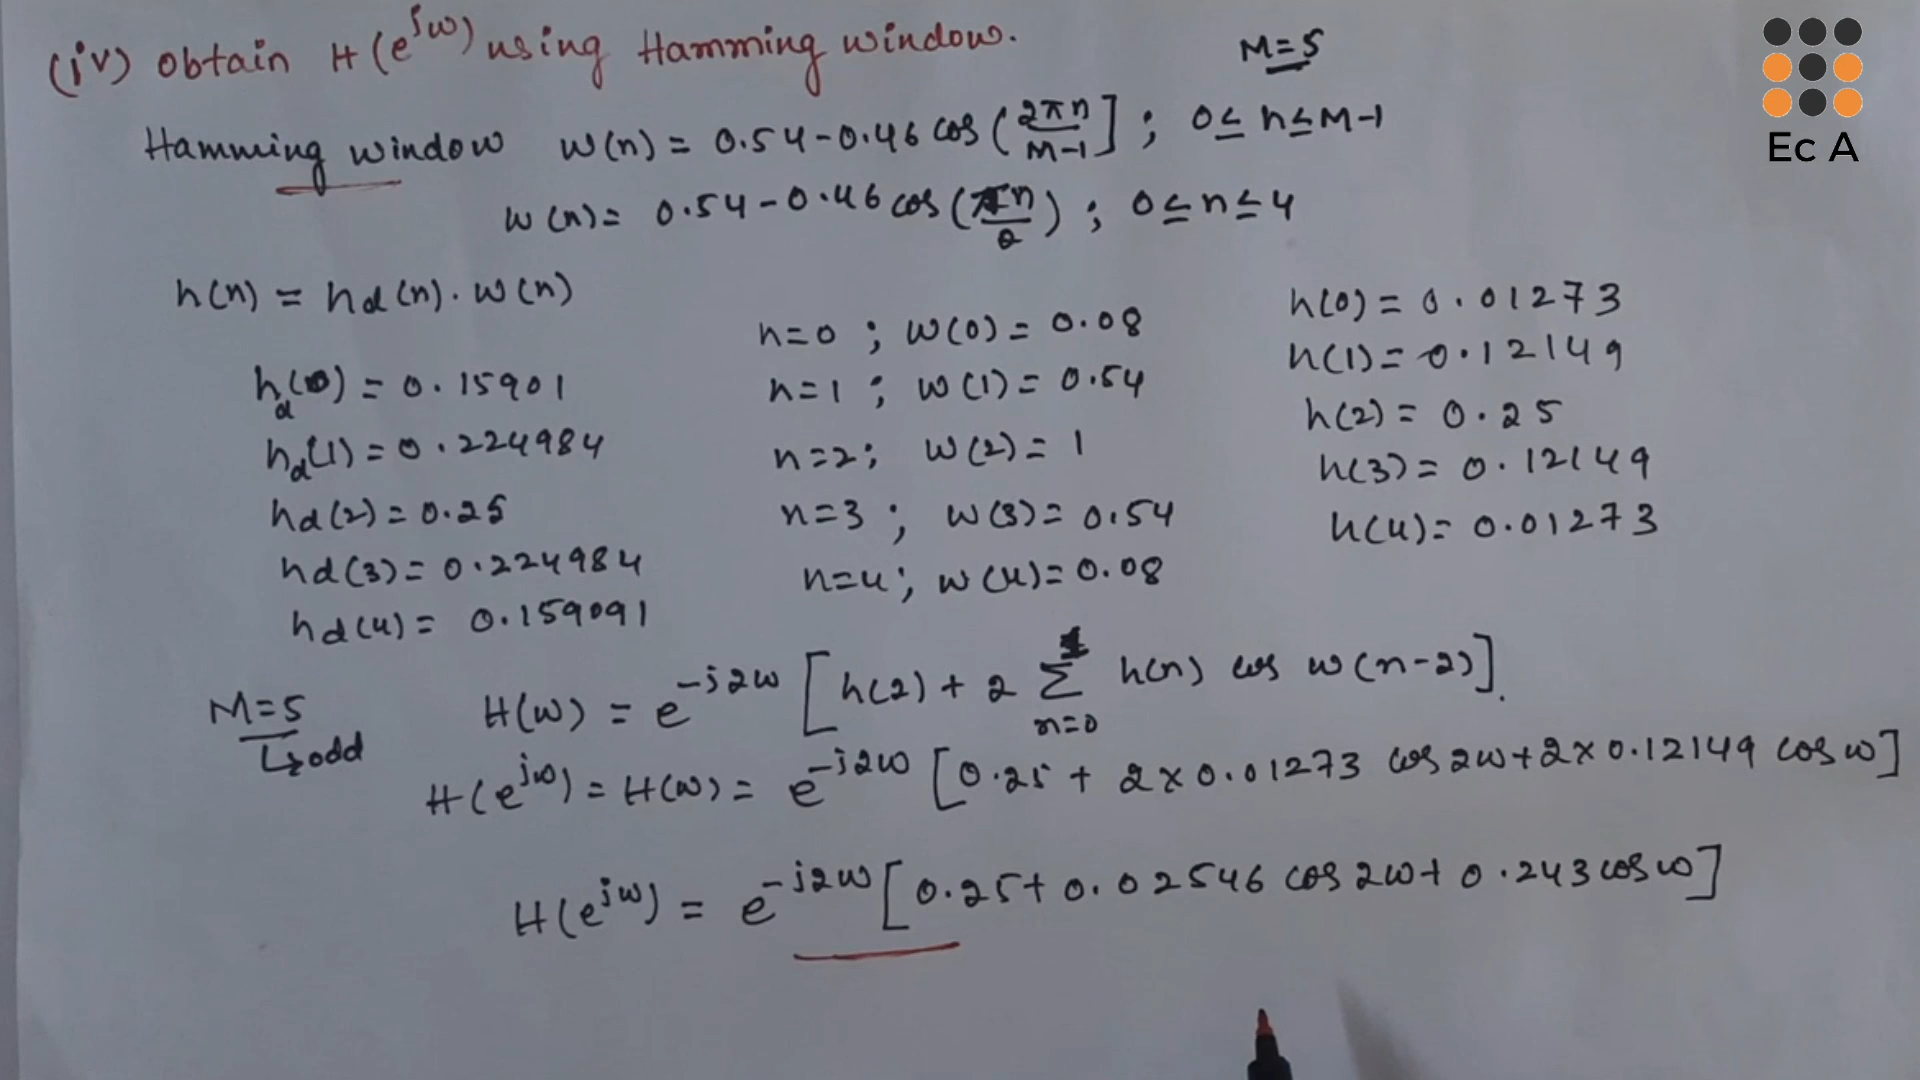 (iv) Obtain H(e^jω) using Hamming window.
M=5
Ec A
Hamming window w(n) = 0.54-0.46 cos (2πn/M-1] ; 0≤n≤M-1
w(n)= 0.54-0.46 cos (πn/2) ; 0≤n≤4
h(n) = hd(n). w(n)
hd(0) = 0.15901
hd(1) = 0.224984
hd(2) = 0.25
hd(3)= 0.224984
hd(4) = 0.159091
n=0 ; w(0) = 0.08
n=1 ; w(1) = 0.54
n=2; w(2) = 1
n=3 ; w(3) = 0.54
n=4; w(4)= 0.08
h(0) = 0.01273
h(1) = 0.12149
h(2) = 0.25
h(3) = 0.12149
h(4)= 0.01273
M=5
↳odd
H(ω) = e^-j2ω [h(2) + 2 Σ_n=0^1 h(n) cos ω(n-2)].
H(e^jω) = H(ω) = e^-j2ω [0.25 + 2×0.01273 cos 2ω+2×0.12149 cos ω]
H(e^jω) = e^-j2ω [0.25+ 0.02546 cos 2ω+ 0.243 cos ω]